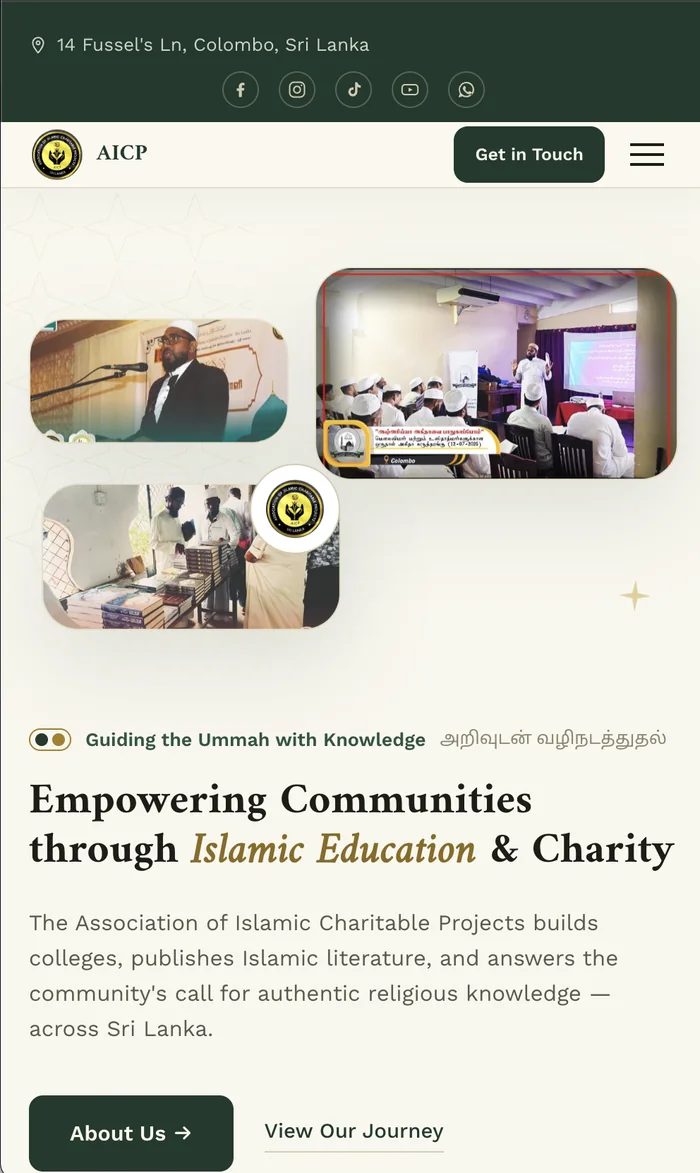 14 Fussel's Ln, Colombo, Sri Lanka
AICP
Get in Touch
Colombo
Guiding the Ummah with Knowledge அறிவுடன் வழிநடத்துதல்
Empowering Communities
through Islamic Education & Charity
The Association of Islamic Charitable Projects builds
colleges, publishes Islamic literature, and answers the
community's call for authentic religious knowledge —
across Sri Lanka.
About Us →
View Our Journey